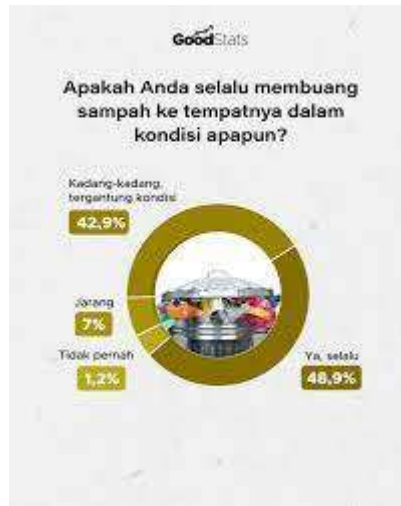 GoodStats
Apakah Anda selalu membuang
sampah ke tempatnya dalam
kondisi apapun?
Kadang-kadang,
tergantung kondisi
42,9%
Jarang
7%
Tidak pernah
1,2%
Ya, selalu
48,9%